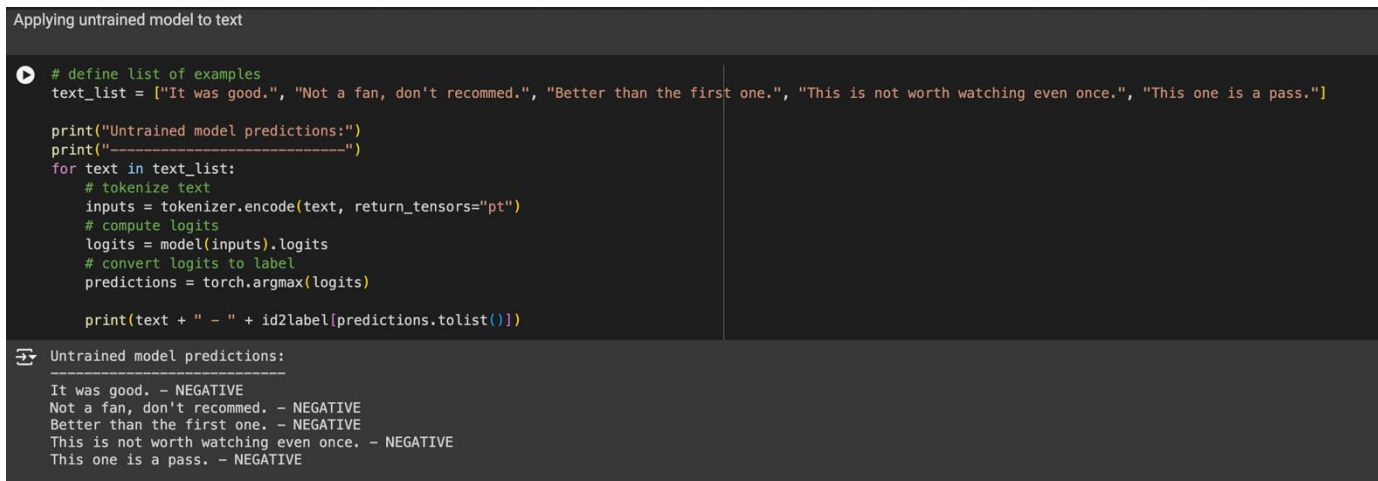 Applying untrained model to text
# define list of examples
text_list = ["It was good.", "Not a fan, don't recommed.", "Better than the first one.", "This is not worth watching even once.", "This one is a pass."]
print("Untrained model predictions:")
print("----------------------------")
for text in text_list:
    # tokenize text
    inputs = tokenizer.encode(text, return_tensors="pt")
    # compute logits
    logits = model(inputs).logits
    # convert logits to label
    predictions = torch.argmax(logits)
    print(text + " - " + id2label[predictions.tolist()])
Untrained model predictions:
----------------------------
It was good. - NEGATIVE
Not a fan, don't recommed. - NEGATIVE
Better than the first one. - NEGATIVE
This is not worth watching even once. - NEGATIVE
This one is a pass. - NEGATIVE